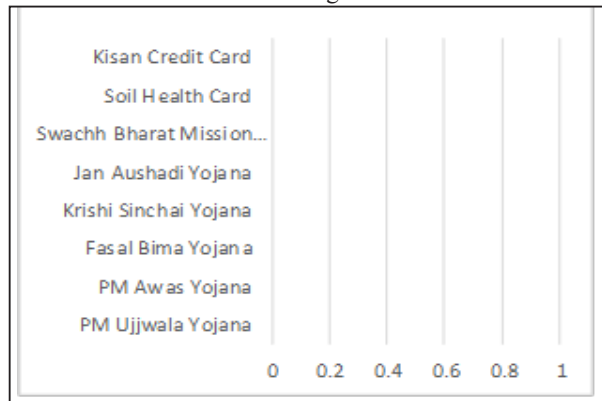 Kisan Credit Card
Soil Health Card
Swachh Bharat Mission...
Jan Aushadi Yojana
Krishi Sinchai Yojana
Fasal Bima Yojana
PM Awas Yojana
PM Ujjwala Yojana
0 0.2 0.4 0.6 0.8 1